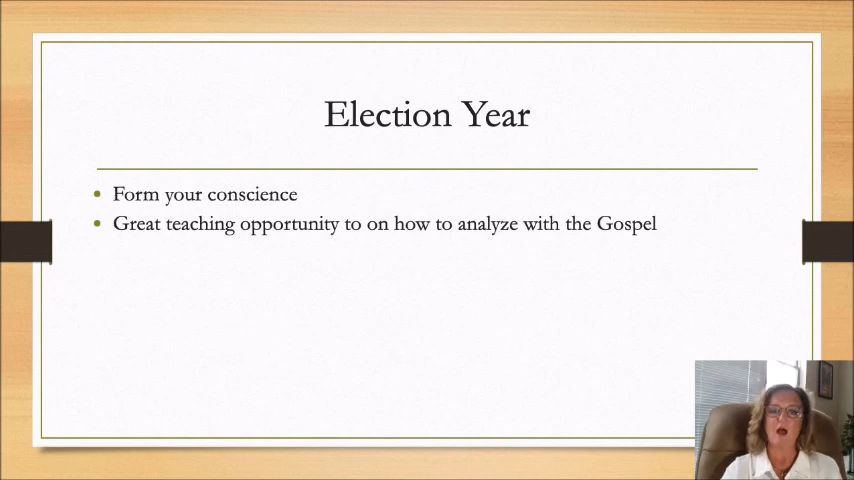 Election Year
Form your conscience
Great teaching opportunity to on how to analyze with the Gospel